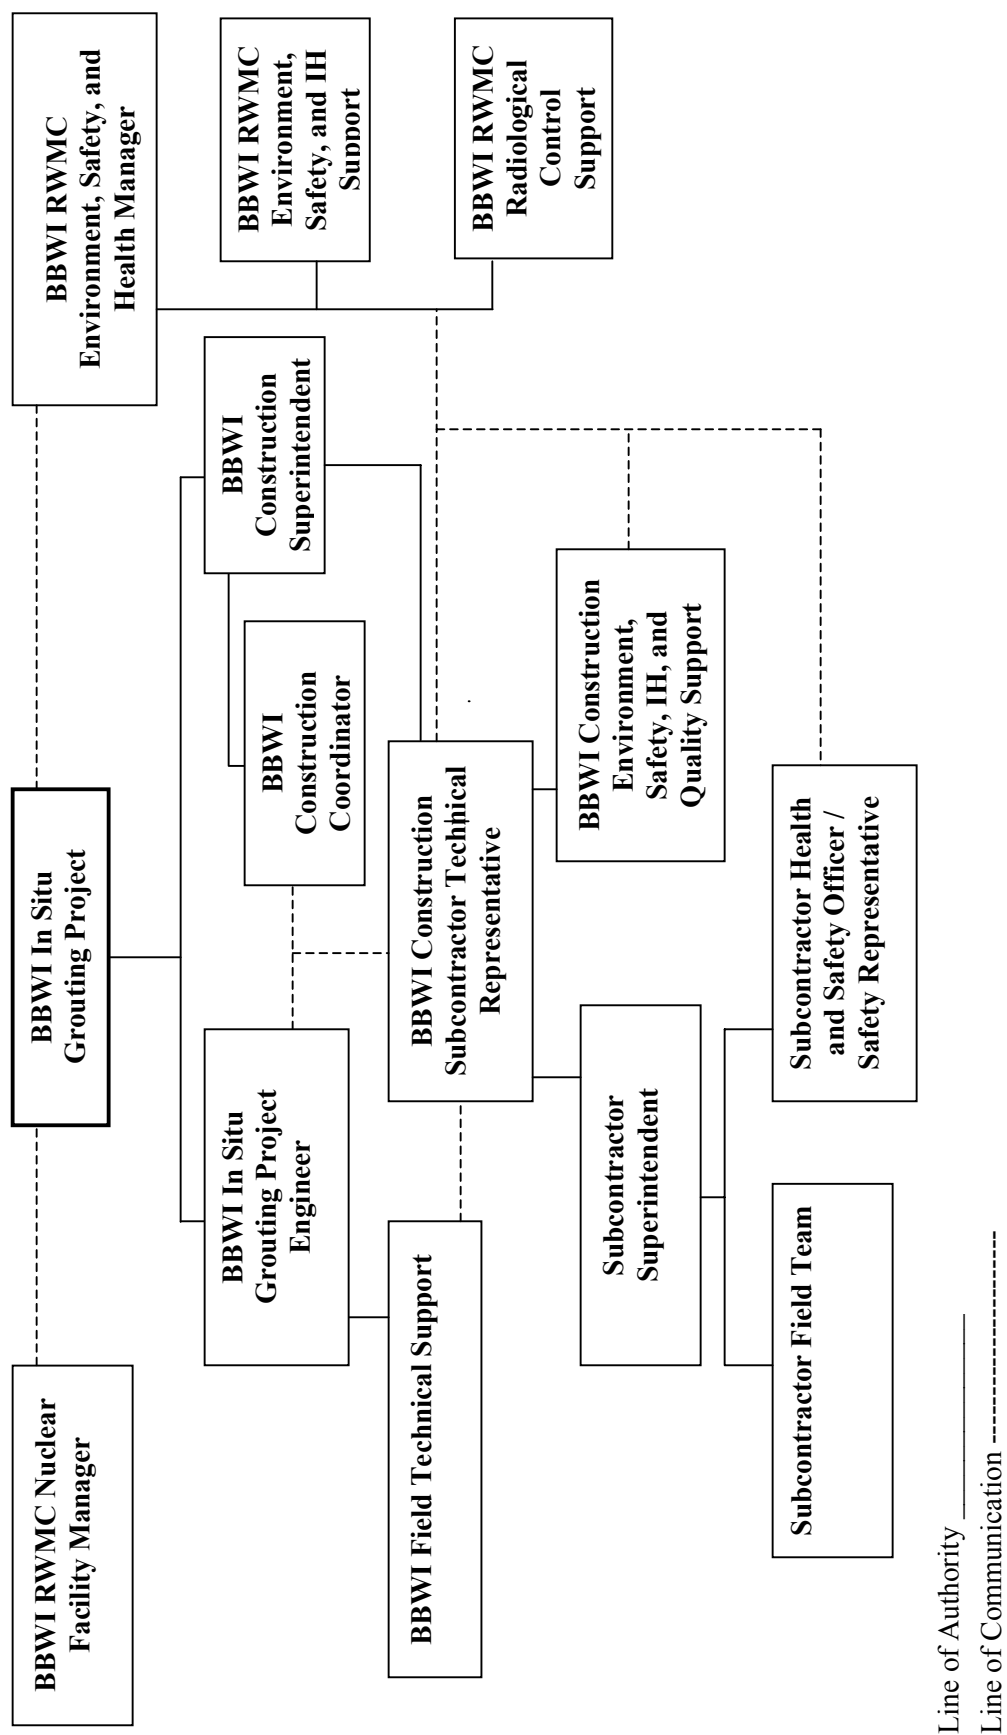 BBWI RWMC Nuclear
Facility Manager
BBWI In Situ
Grouting Project
BBWI RWMC
Environment, Safety, and
Health Manager
BBWI In Situ
Grouting Project
Engineer
BBWI
Construction
Coordinator
BBWI
Construction
Superintendent
BBWI RWMC
Environment,
Safety, and IH
Support
BBWI Field Technical Support
BBWI Construction
Subcontractor Technical
Representative
BBWI RWMC
Radiological
Control
Support
Subcontractor
Superintendent
BBWI Construction
Environment,
Safety, IH, and
Quality Support
Subcontractor Field Team
Subcontractor Health
and Safety Officer /
Safety Representative
Line of Authority ______________
Line of Communication --------------------